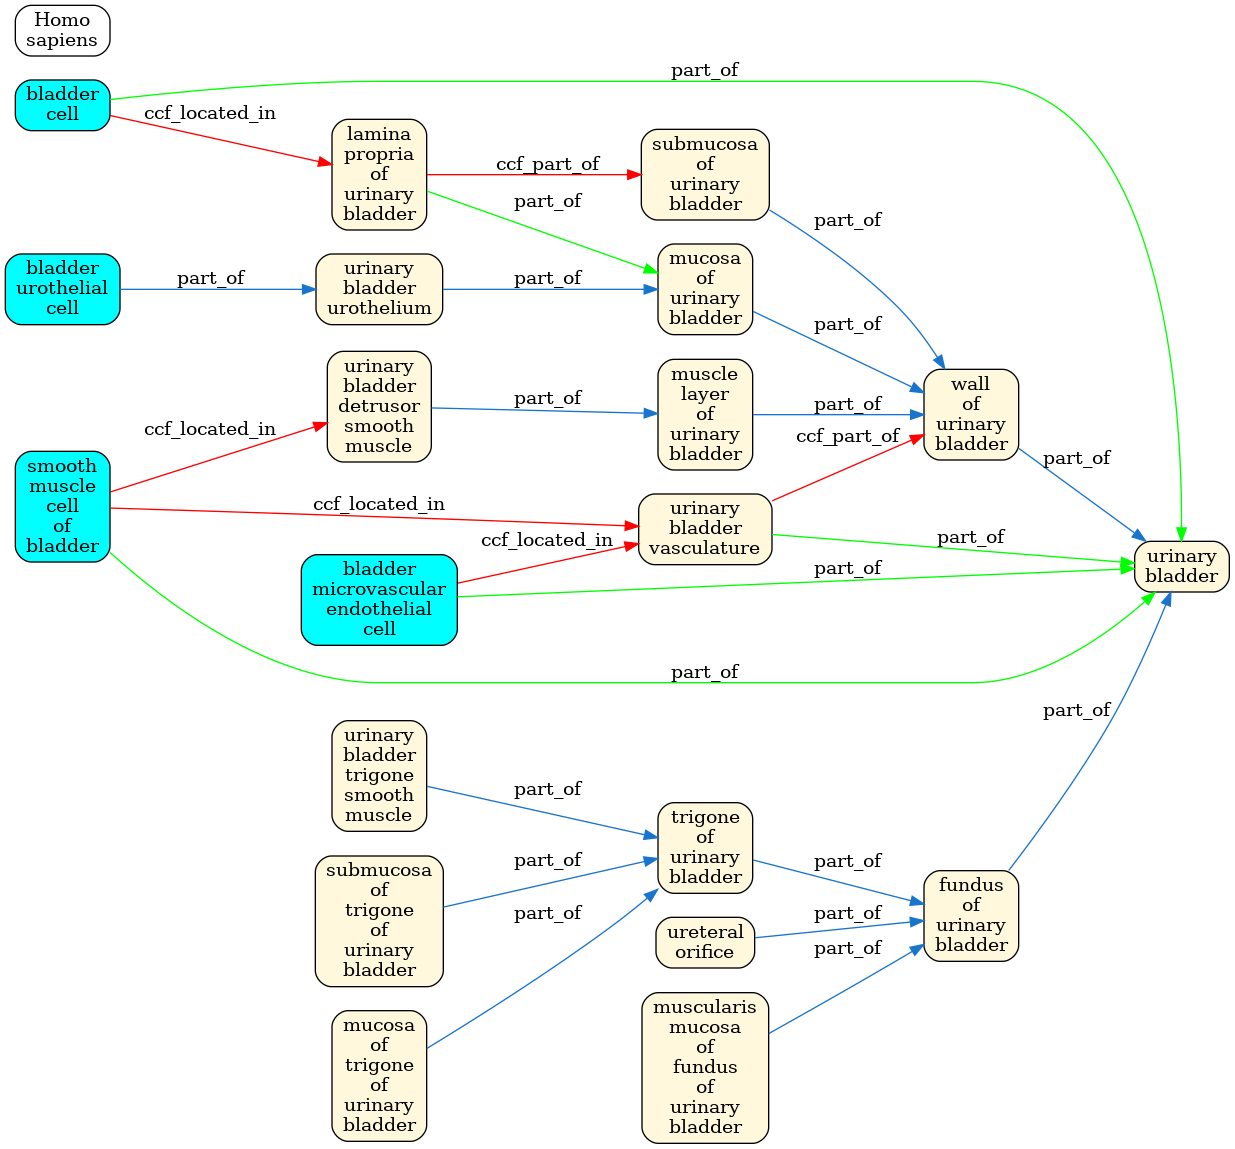 Homo
sapiens
bladder
cell
part_of
ccf_located_in
lamina
propria
of
urinary
bladder
ccf_part_of
part_of
submucosa
of
urinary
bladder
part_of
bladder
urothelial
cell
part_of
urinary
bladder
urothelium
part_of
mucosa
of
urinary
bladder
part_of
urinary
bladder
detrusor
smooth
muscle
part_of
muscle
layer
of
urinary
bladder
part_of
wall
of
urinary
bladder
part_of
smooth
muscle
cell
of
bladder
ccf_located_in
ccf_located_in
part_of
urinary
bladder
vasculature
ccf_part_of
part_of
bladder
microvascular
endothelial
cell
ccf_located_in
part_of
urinary
bladder
urinary
bladder
trigone
smooth
muscle
part_of
submucosa
of
trigone
of
urinary
bladder
part_of
mucosa
of
trigone
of
urinary
bladder
part_of
trigone
of
urinary
bladder
part_of
ureteral
orifice
part_of
muscularis
mucosa
of
fundus
of
urinary
bladder
part_of
fundus
of
urinary
bladder
part_of